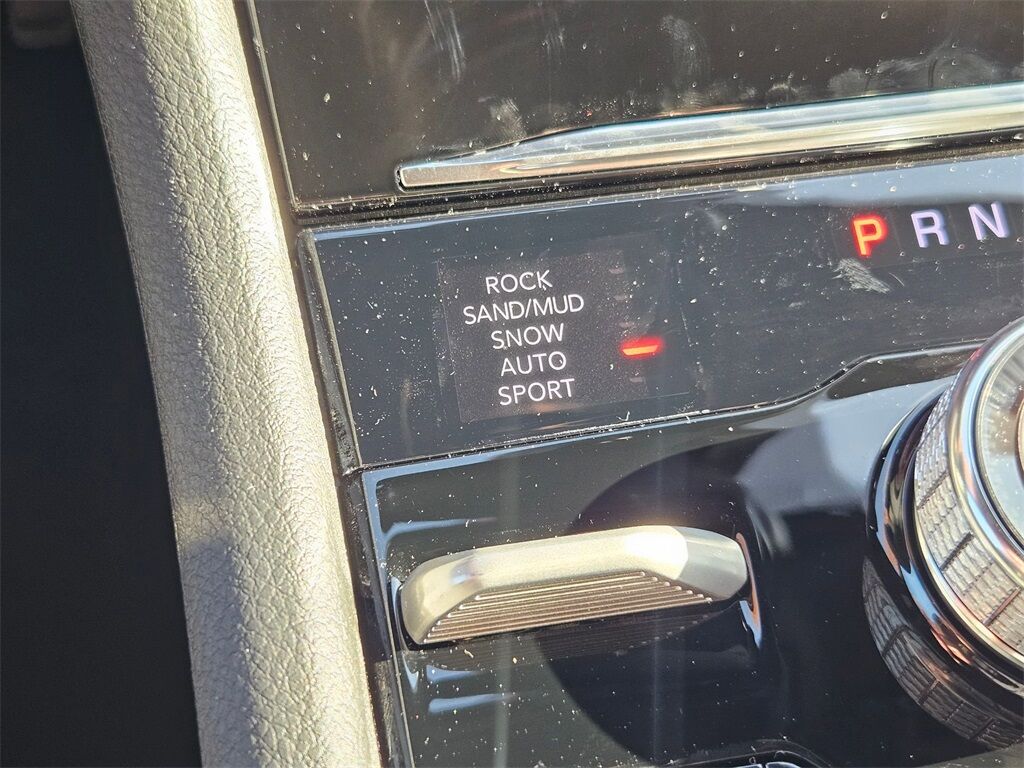 ROCK
SAND/MUD
SNOW
AUTO
SPORT
P R N